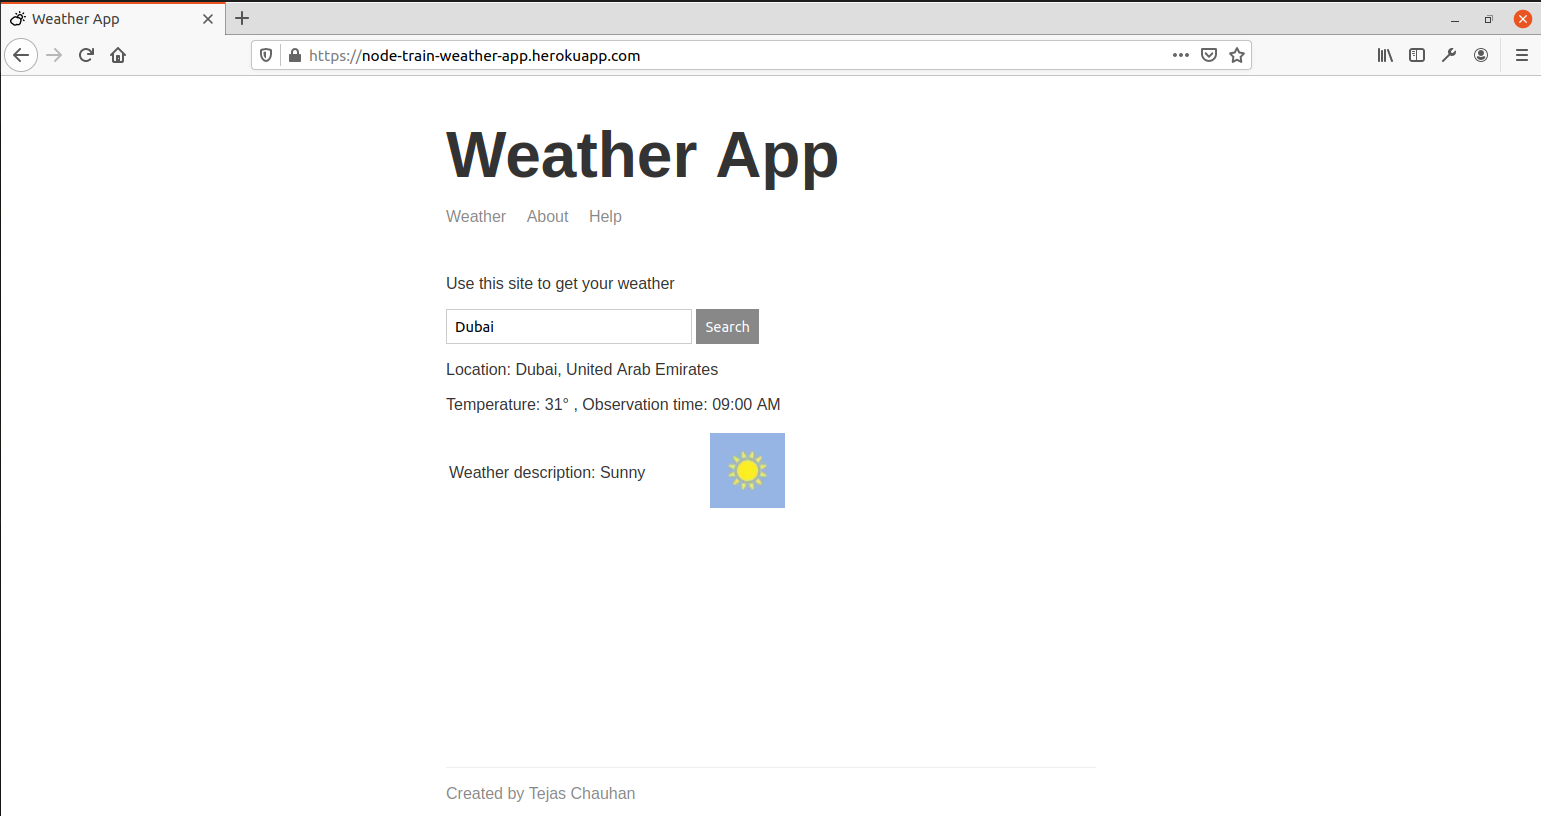 Weather App
https://node-train-weather-app.herokuapp.com
Weather App
Weather About Help
Use this site to get your weather
Dubai Search
Location: Dubai, United Arab Emirates
Temperature: 31° , Observation time: 09:00 AM
Weather description: Sunny
Created by Tejas Chauhan